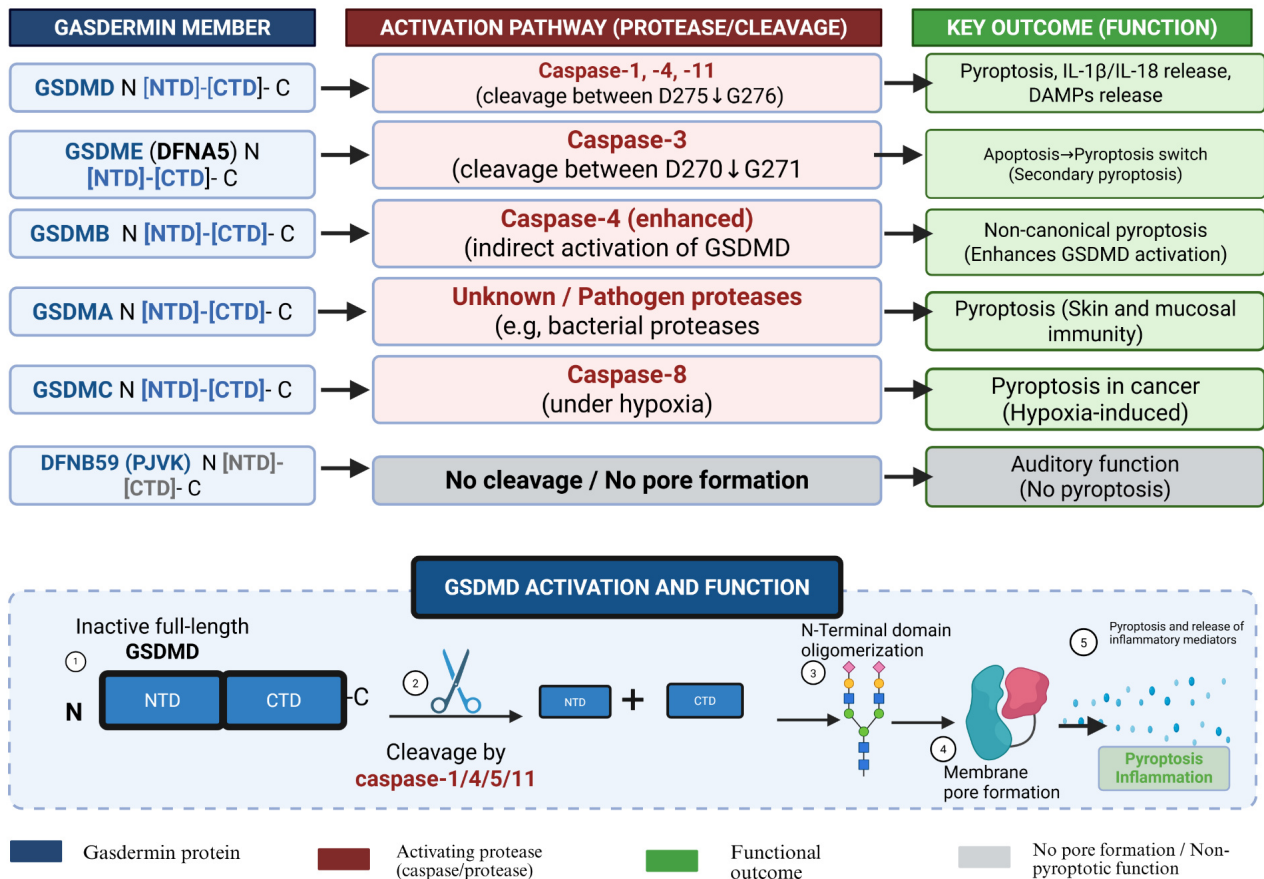 GASDERMIN MEMBER
ACTIVATION PATHWAY (PROTEASE/CLEAVAGE)
KEY OUTCOME (FUNCTION)
GSDMD N [NTD]-[CTD]- C
Caspase-1, -4, -11
(cleavage between D275↓G276)
Pyroptosis, IL-1β/IL-18 release,
DAMPs release
GSDME (DFNA5) N
[NTD]-[CTD]- C
Caspase-3
(cleavage between D270↓G271
Apoptosis→Pyroptosis switch
(Secondary pyroptosis)
GSDMB N [NTD]-[CTD]- C
Caspase-4 (enhanced)
(indirect activation of GSDMD
Non-canonical pyroptosis
(Enhances GSDMD activation)
GSDMA N [NTD]-[CTD]- C
Unknown / Pathogen proteases
(e.g, bacterial proteases
Pyroptosis (Skin and mucosal
immunity)
GSDMC N [NTD]-[CTD]- C
Caspase-8
(under hypoxia)
Pyroptosis in cancer
(Hypoxia-induced)
DFNB59 (PJVK) N [NTD]-
[CTD]- C
No cleavage / No pore formation
Auditory function
(No pyroptosis)
GSDMD ACTIVATION AND FUNCTION
Inactive full-length
GSDMD
1
N
NTD
CTD
-C
2
Cleavage by
caspase-1/4/5/11
NTD
+
CTD
N-Terminal domain
oligomerization
3
4
Membrane
pore formation
5
Pyroptosis and release of
inflammatory mediators
Pyroptosis
Inflammation
Gasdermin protein
Activating protease
(caspase/protease)
Functional
outcome
No pore formation / Non-
pyroptotic function